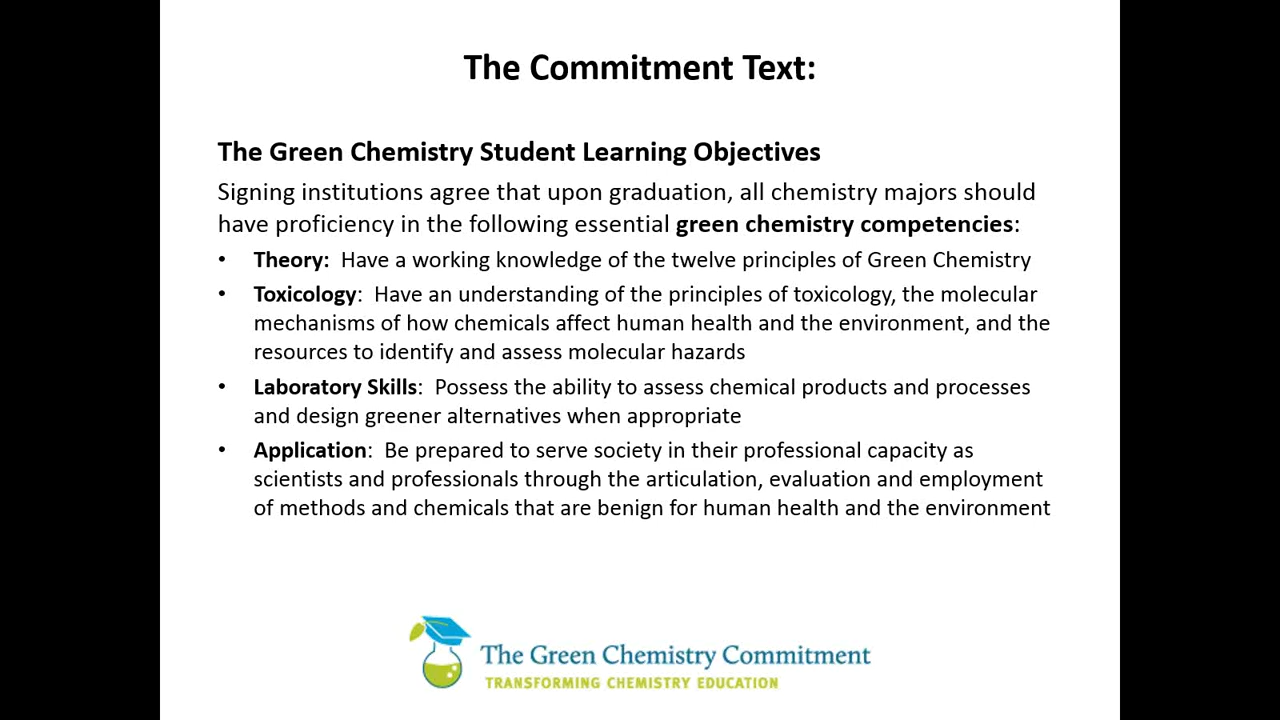 The Commitment Text:
The Green Chemistry Student Learning Objectives
Signing institutions agree that upon graduation, all chemistry majors should
have proficiency in the following essential green chemistry competencies:
• Theory: Have a working knowledge of the twelve principles of Green Chemistry
• Toxicology: Have an understanding of the principles of toxicology, the molecular
mechanisms of how chemicals affect human health and the environment, and the
resources to identify and assess molecular hazards
• Laboratory Skills: Possess the ability to assess chemical products and processes
and design greener alternatives when appropriate
• Application: Be prepared to serve society in their professional capacity as
scientists and professionals through the articulation, evaluation and employment
of methods and chemicals that are benign for human health and the environment
The Green Chemistry Commitment
TRANSFORMING CHEMISTRY EDUCATION